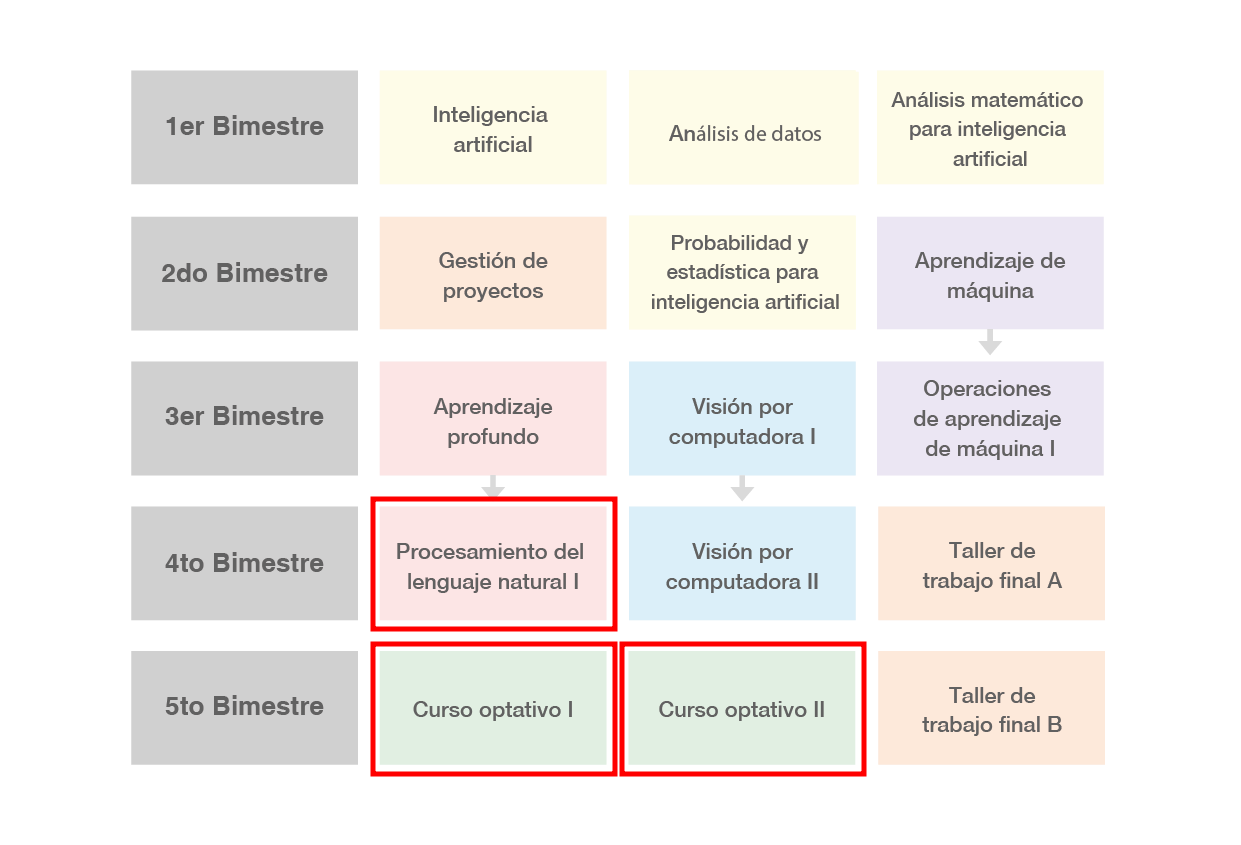 1er Bimestre
Inteligencia
artificial
Análisis de datos
Análisis matemático
para inteligencia
artificial
2do Bimestre
Gestión de
proyectos
Probabilidad y
estadística para
inteligencia artificial
Aprendizaje de
máquina
3er Bimestre
Aprendizaje
profundo
Visión por
computadora I
Operaciones
de aprendizaje
de máquina I
4to Bimestre
Procesamiento del
lenguaje natural I
Visión por
computadora II
Taller de
trabajo final A
5to Bimestre
Curso optativo I
Curso optativo II
Taller de
trabajo final B